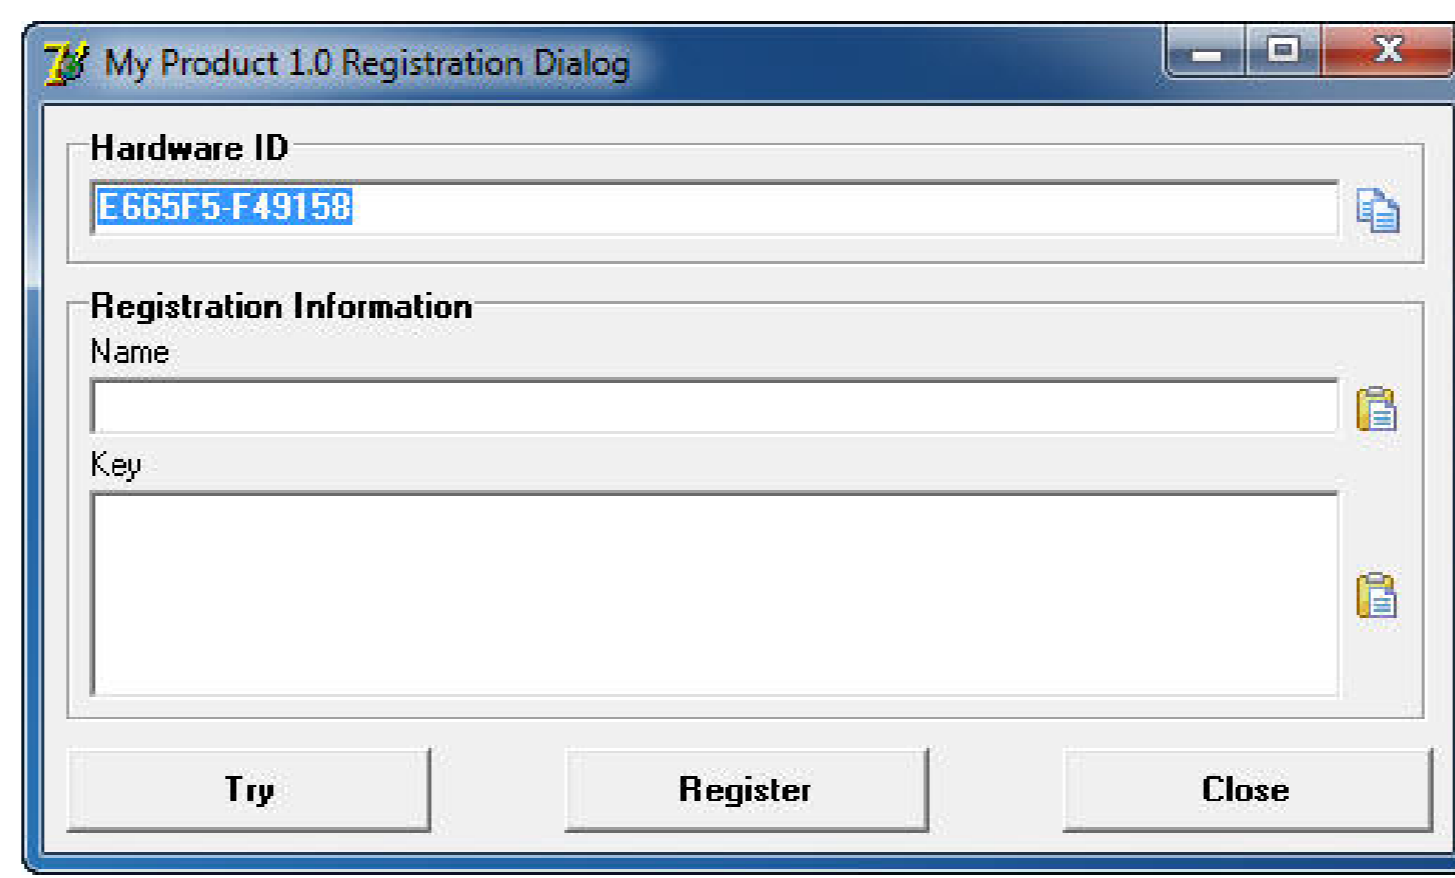 My Product 1.0 Registration Dialog
Hardware ID
E665F5-F49158
Registration Information
Name
Key
Try
Register
Close